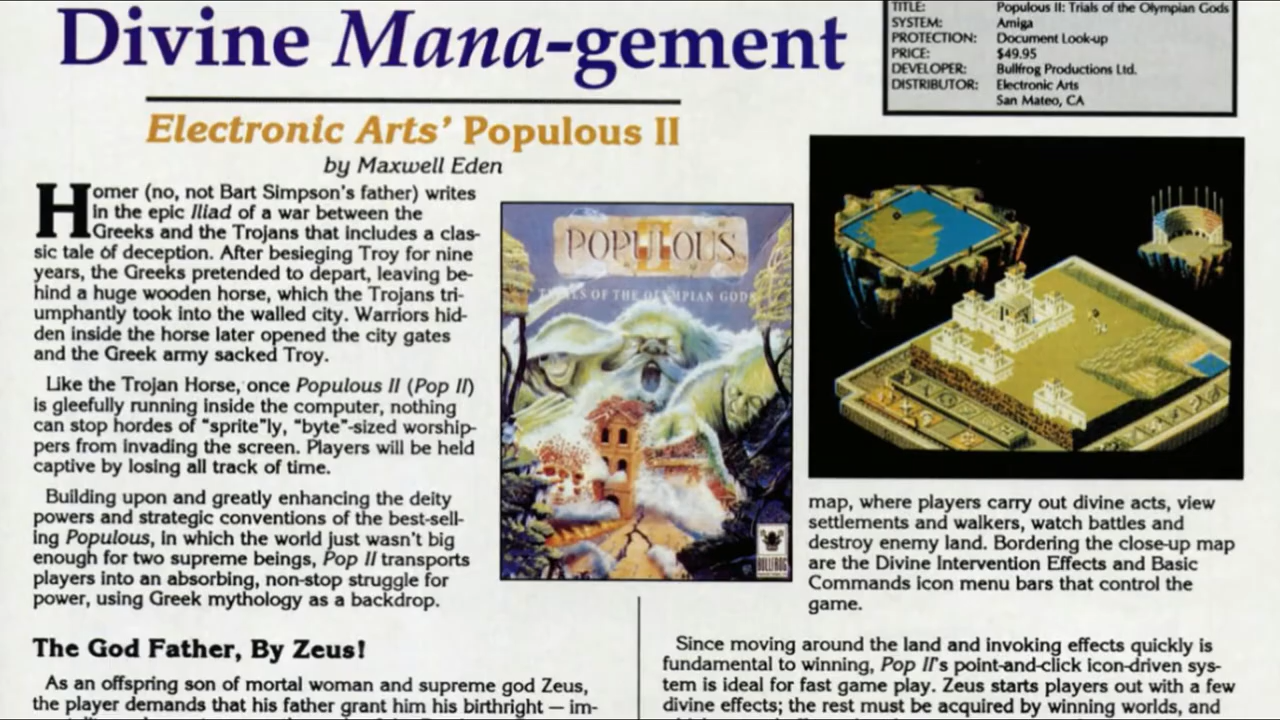 Divine Mana-gement
Electronic Arts' Populous II
by Maxwell Eden
TITLE: Populous II: Trials of the Olympian Gods
SYSTEM: Amiga
PROTECTION: Document Look-up
PRICE: $49.95
DEVELOPER: Bullfrog Productions Ltd.
DISTRIBUTOR: Electronic Arts
San Mateo, CA
Homer (no, not Bart Simpson's father) writes
in the epic Iliad of a war between the
Greeks and the Trojans that includes a clas-
sic tale of deception. After besieging Troy for nine
years, the Greeks pretended to depart, leaving be-
hind a huge wooden horse, which the Trojans tri-
umphantly took into the walled city. Warriors hid-
den inside the horse later opened the city gates
and the Greek army sacked Troy.
Like the Trojan Horse, once Populous II (Pop II)
is gleefully running inside the computer, nothing
can stop hordes of "sprite"ly, "byte"-sized worship-
pers from invading the screen. Players will be held
captive by losing all track of time.
Building upon and greatly enhancing the deity
powers and strategic conventions of the best-sell-
ing Populous, in which the world just wasn't big
enough for two supreme beings, Pop II transports
players into an absorbing, non-stop struggle for
power, using Greek mythology as a backdrop.
The God Father, By Zeus!
As an offspring son of mortal woman and supreme god Zeus,
the player demands that his father grant him his birthright — im-
POPULOUS
II
TRIALS OF THE OLYMPIAN GODS
BULLFROG
map, where players carry out divine acts, view
settlements and walkers, watch battles and
destroy enemy land. Bordering the close-up map
are the Divine Intervention Effects and Basic
Commands icon menu bars that control the
game.
Since moving around the land and invoking effects quickly is
fundamental to winning, Pop II's point-and-click icon-driven sys-
tem is ideal for fast game play. Zeus starts players out with a few
divine effects; the rest must be acquired by winning worlds, and